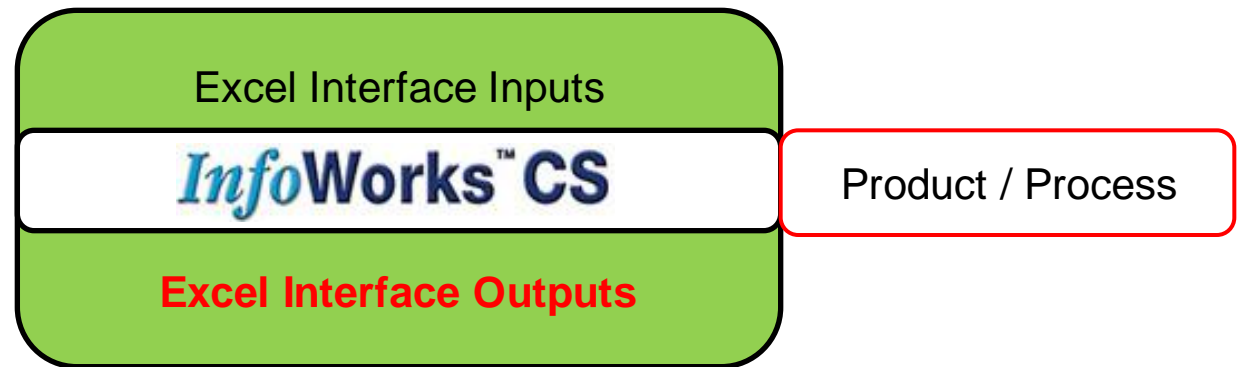 Excel Interface Inputs
InfoWorks™ CS
Product / Process
Excel Interface Outputs